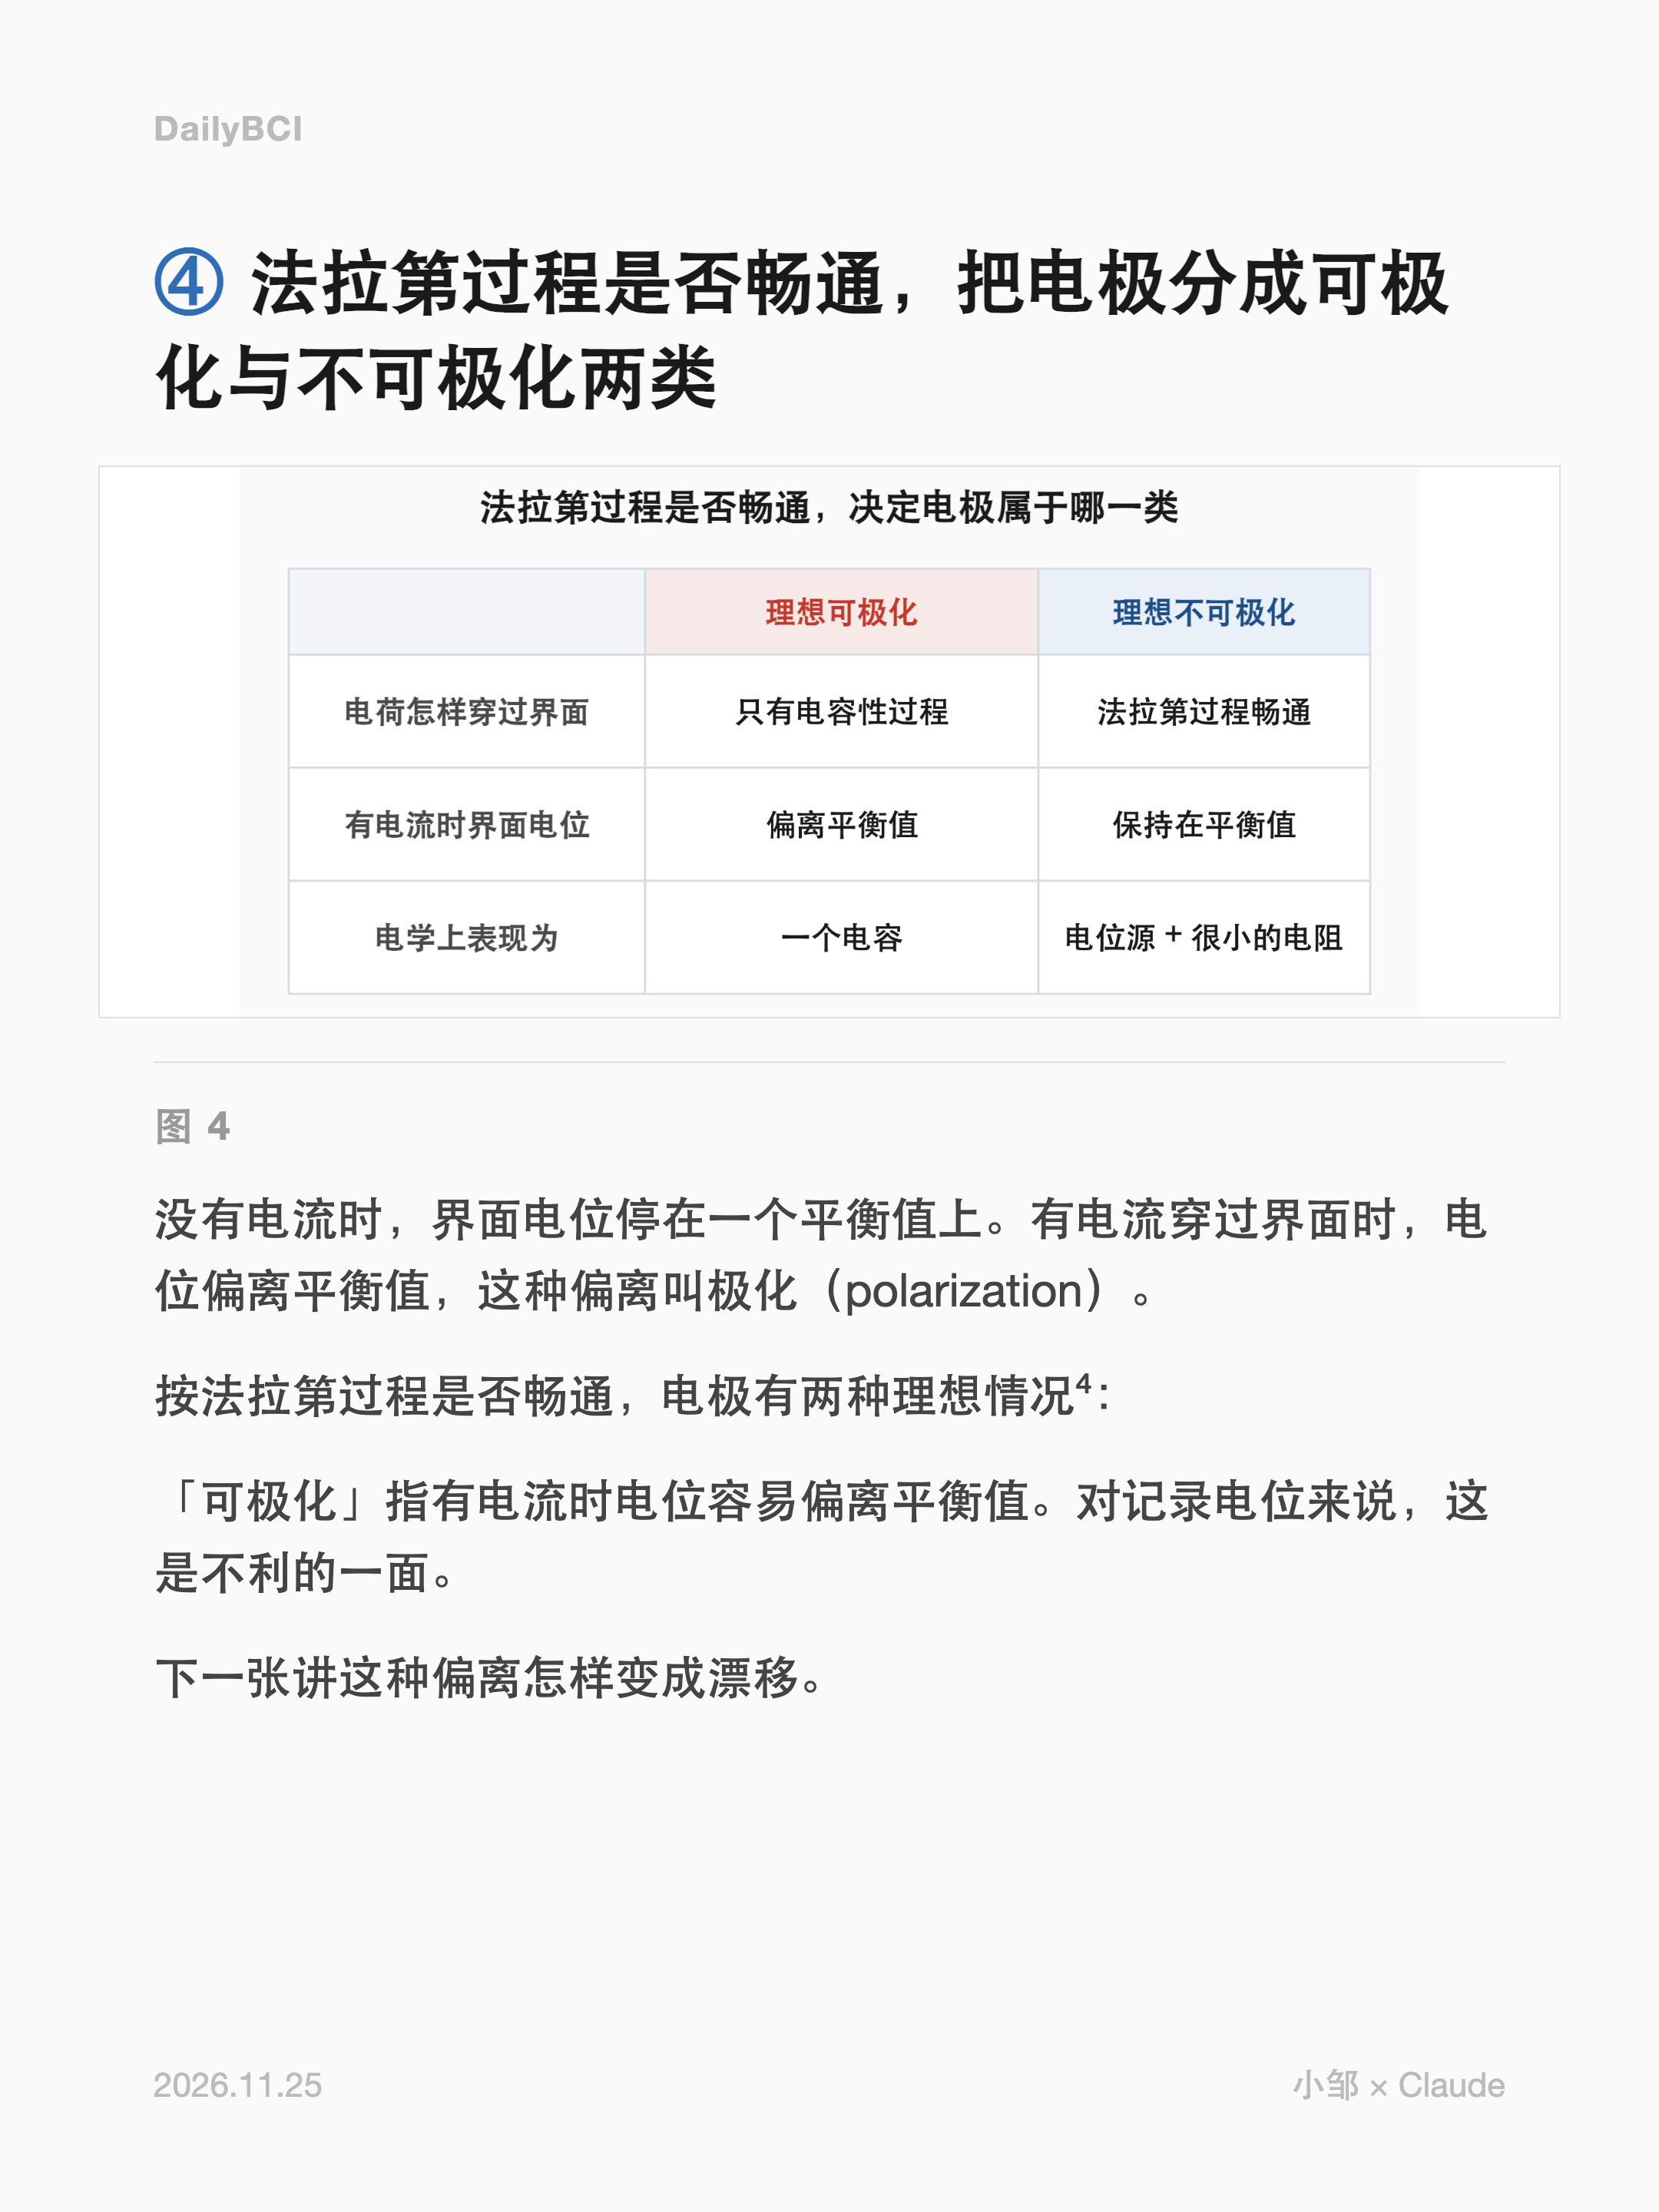 DailyBCI
④ 法拉第过程是否畅通，把电极分成可极
化与不可极化两类
法拉第过程是否畅通，决定电极属于哪一类
理想可极化 理想不可极化
电荷怎样穿过界面 只有电容性过程 法拉第过程畅通
有电流时界面电位 偏离平衡值 保持在平衡值
电学上表现为 一个电容 电位源 + 很小的电阻
图 4
没有电流时，界面电位停在一个平衡值上。有电流穿过界面时，电
位偏离平衡值，这种偏离叫极化（polarization）。
按法拉第过程是否畅通，电极有两种理想情况⁴：
「可极化」指有电流时电位容易偏离平衡值。对记录电位来说，这
是不利的一面。
下一张讲这种偏离怎样变成漂移。
2026.11.25 小邹 × Claude